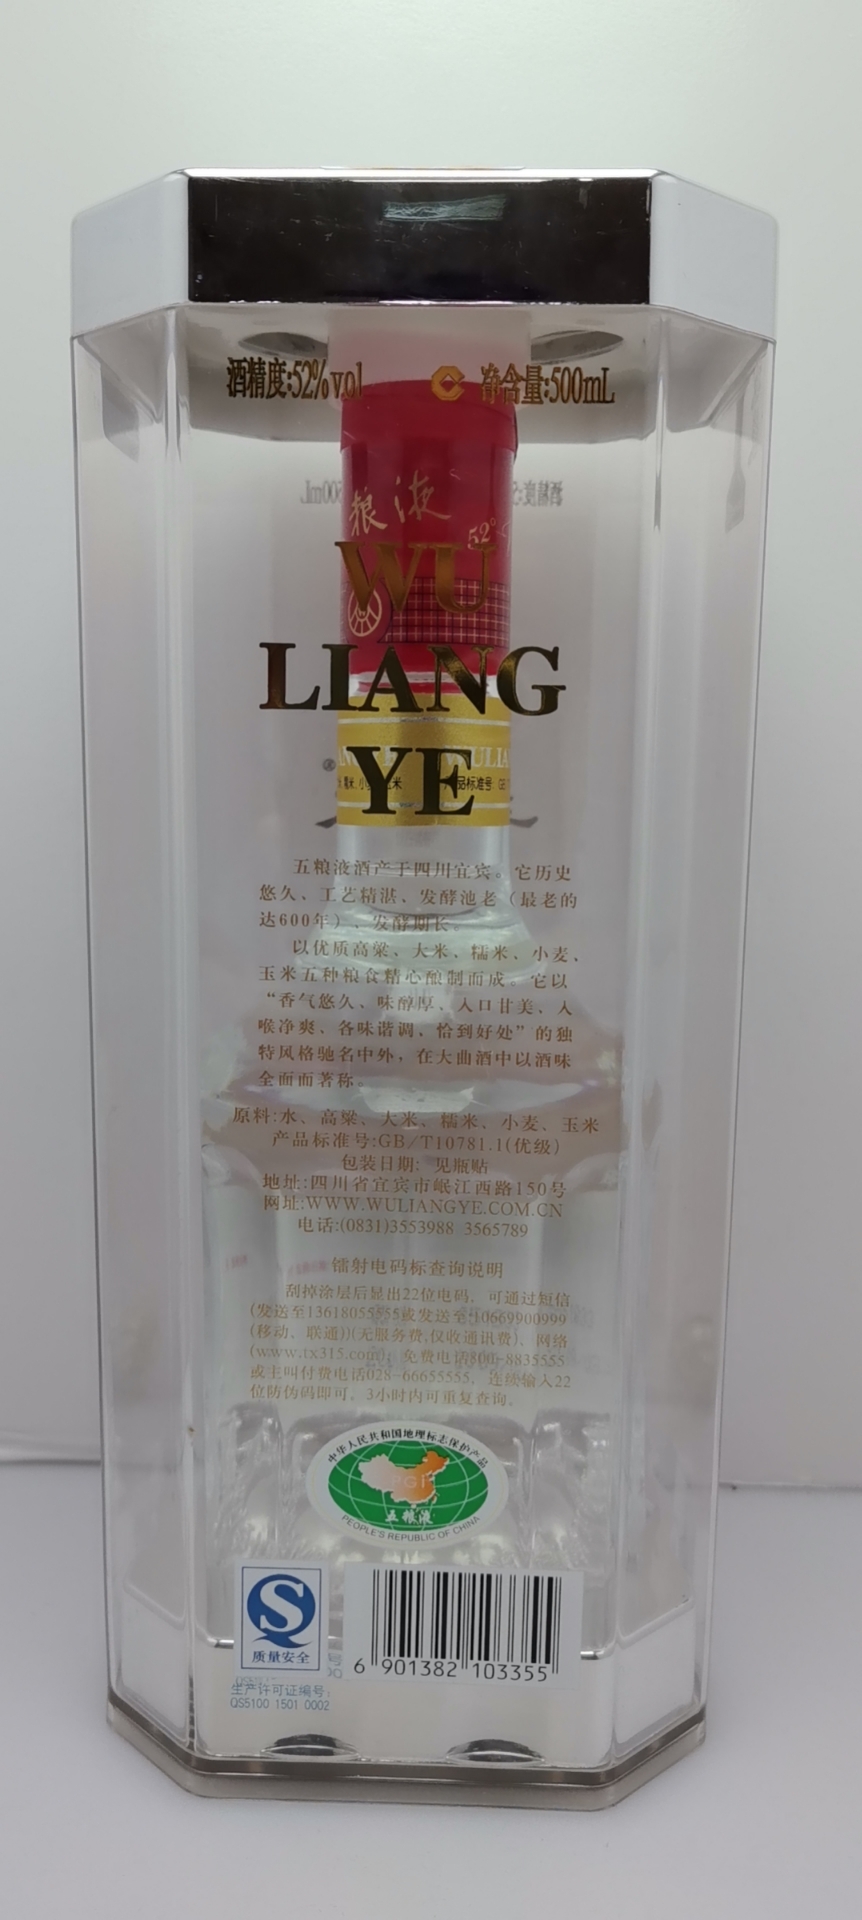 酒精度:52%vol
净含量:500mL
粮液
52°
WU
LIANG
YE
五粮液酒产于四川宜宾。它历史
悠久、工艺精湛、发酵池老（最老的
达600年）、发酵期长。
以优质高粱、大米、糯米、小麦、
玉米五种粮食精心酿制而成。它以
“香气悠久、味醇厚、入口甘美、入
喉净爽、各味谐调、恰到好处”的独
特风格驰名中外，在大曲酒中以酒味
全面而著称。
原料:水、高粱、大米、糯米、小麦、玉米
产品标准号:GB/T10781.1(优级)
包装日期: 见瓶贴
地址:四川省宜宾市岷江西路150号
网址:WWW.WULIANGYE.COM.CN
电话:(0831)3553988 3565789
镭射电码标查询说明
刮掉涂层后显出22位电码，可通过短信
(发送至13618055555或发送至:10669900999
(移动、联通))(无服务费,仅收通讯费)、网络
(www.tx315.com)、免费电话800-8835555
或主叫付费电话028-66655555，连续输入22
位防伪码即可。3小时内可重复查询。
中华人民共和国地理标志保护产品
PGI
五粮液
PEOPLE'S REPUBLIC OF CHINA
质量安全
生产许可证编号:
QS5100 1501 0002
6 901382 103355